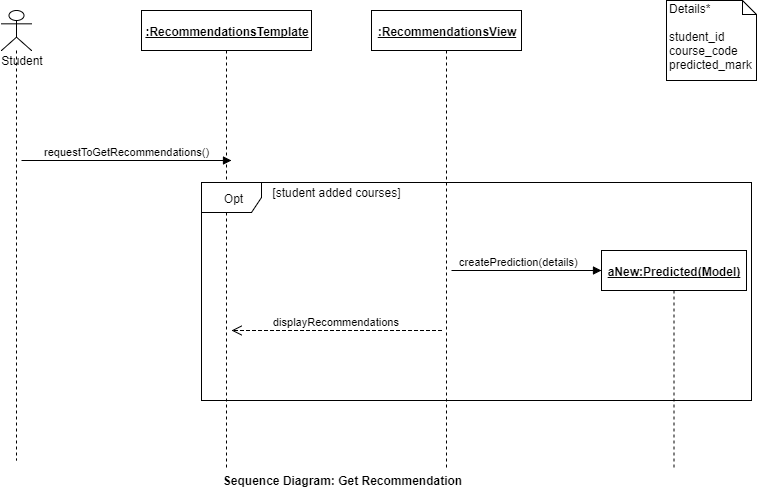 :RecommendationsTemplate
:RecommendationsView
Details*
student_id
course_code
predicted_mark
Student
requestToGetRecommendations()
Opt
[student added courses]
createPrediction(details)
aNew:Predicted(Model)
displayRecommendations
Sequence Diagram: Get Recommendation